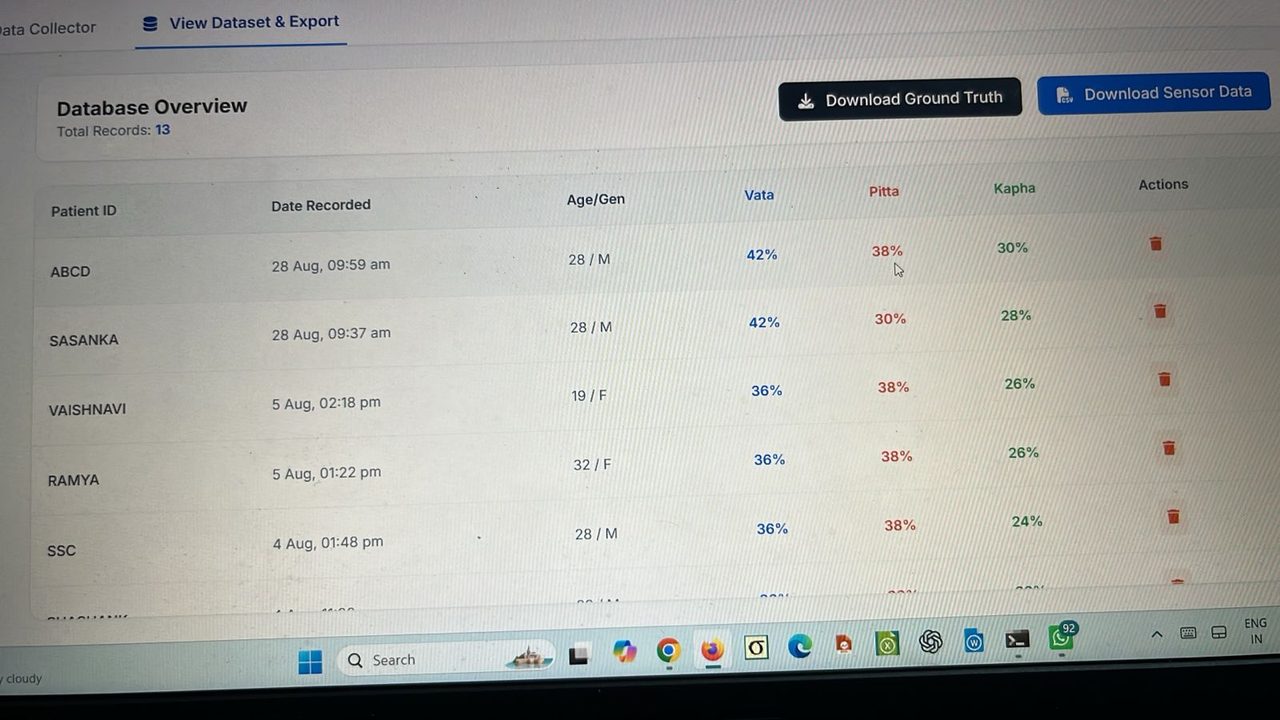 ata Collector
View Dataset & Export
Database Overview
Total Records: 13
Download Ground Truth
CSV
Download Sensor Data
Patient ID Date Recorded Age/Gen Vata Pitta Kapha Actions
ABCD 28 Aug, 09:59 am 28 / M 42% 38% 30%
SASANKA 28 Aug, 09:37 am 28 / M 42% 30% 28%
VAISHNAVI 5 Aug, 02:18 pm 19 / F 36% 38% 26%
RAMYA 5 Aug, 01:22 pm 32 / F 36% 38% 26%
SSC 4 Aug, 01:48 pm 28 / M 36% 38% 24%
y cloudy
Search
92
ENG
IN